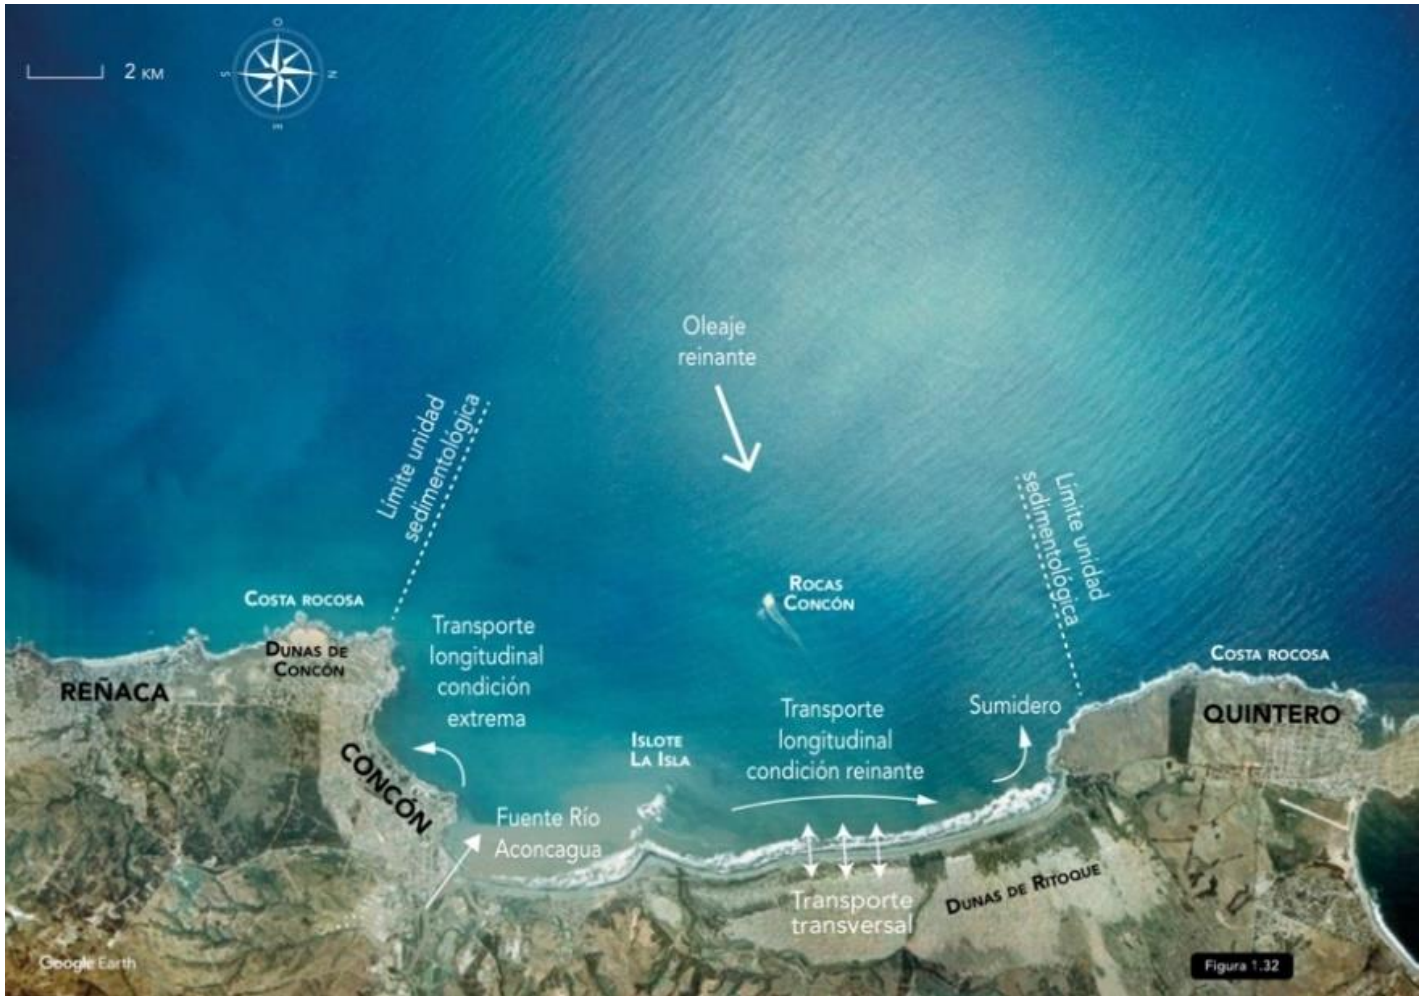 2 KM
O
S
N
E
Oleaje
reinante
Límite unidad
sedimentológica
Límite unidad
sedimentológica
ROCAS
CONCÓN
COSTA ROCOSA
DUNAS DE
CONCÓN
REÑACA
Transporte
longitudinal
condición
extrema
COSTA ROCOSA
QUINTERO
Sumidero
Transporte
longitudinal
condición reinante
ISLOTE
LA ISLA
CONCÓN
Fuente Río
Aconcagua
Transporte
transversal
DUNAS DE RITOQUE
Google Earth
Figura 1.32